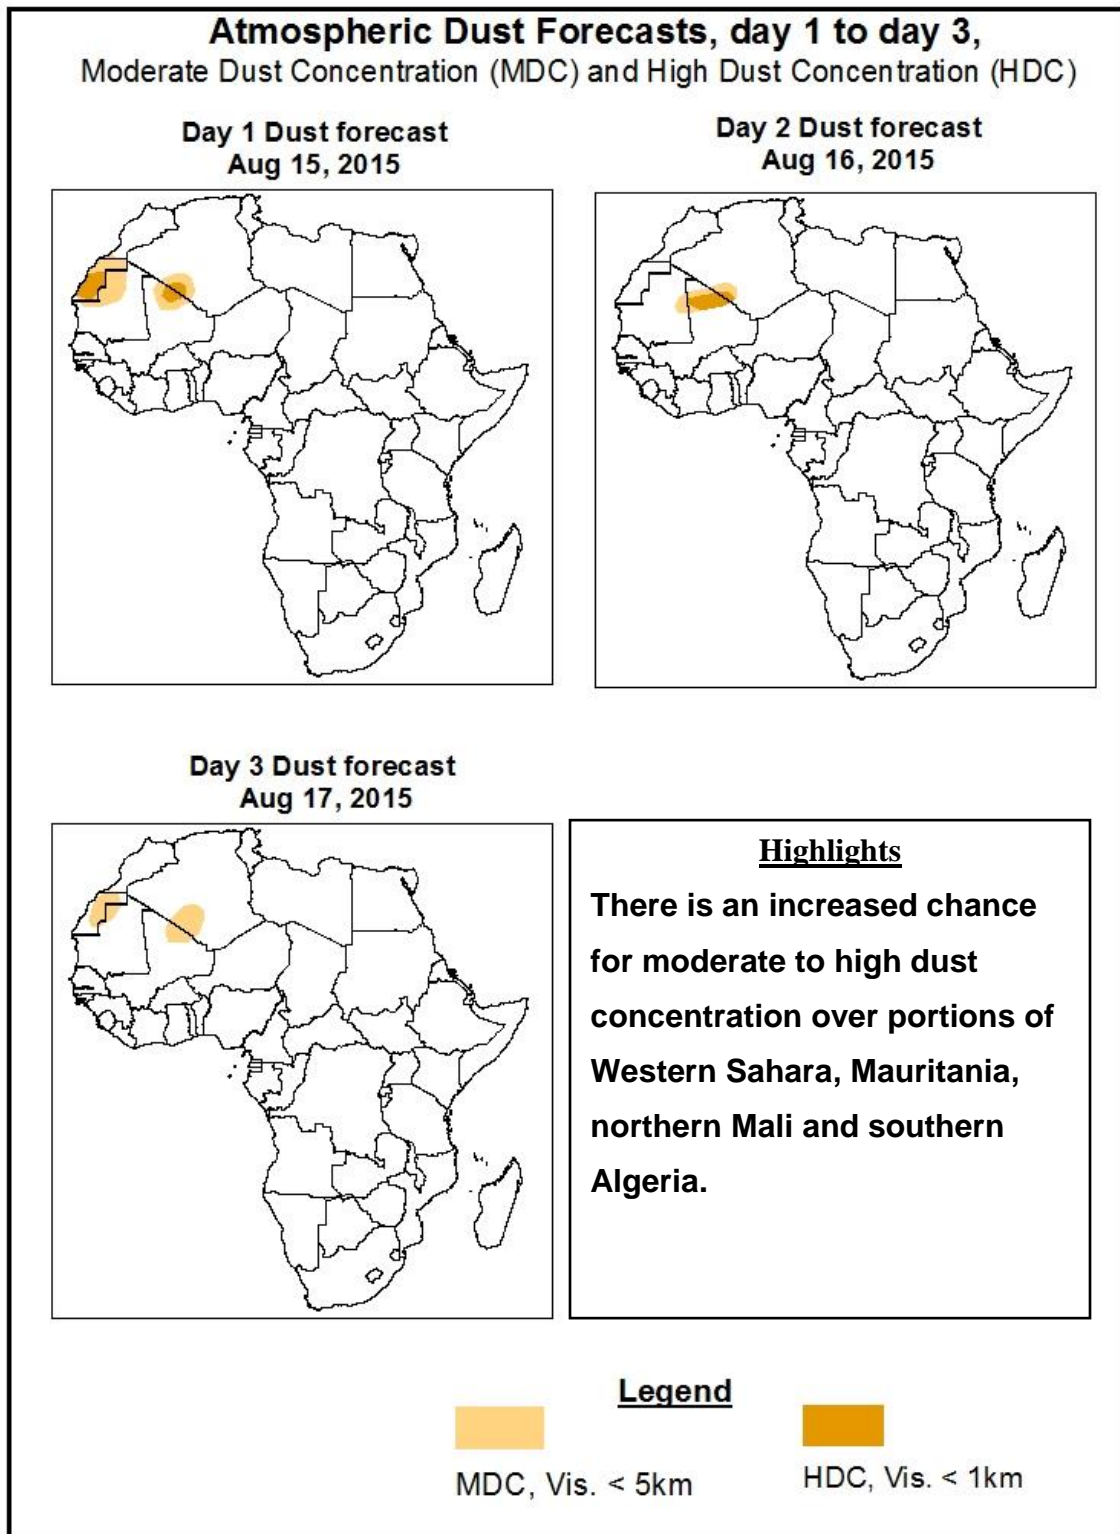 Atmospheric Dust Forecasts, day 1 to day 3,
Moderate Dust Concentration (MDC) and High Dust Concentration (HDC)
Day 1 Dust forecast
Aug 15, 2015
Day 2 Dust forecast
Aug 16, 2015
Day 3 Dust forecast
Aug 17, 2015
Highlights
There is an increased chance
for moderate to high dust
concentration over portions of
Western Sahara, Mauritania,
northern Mali and southern
Algeria.
Legend
MDC, Vis. < 5km
HDC, Vis. < 1km